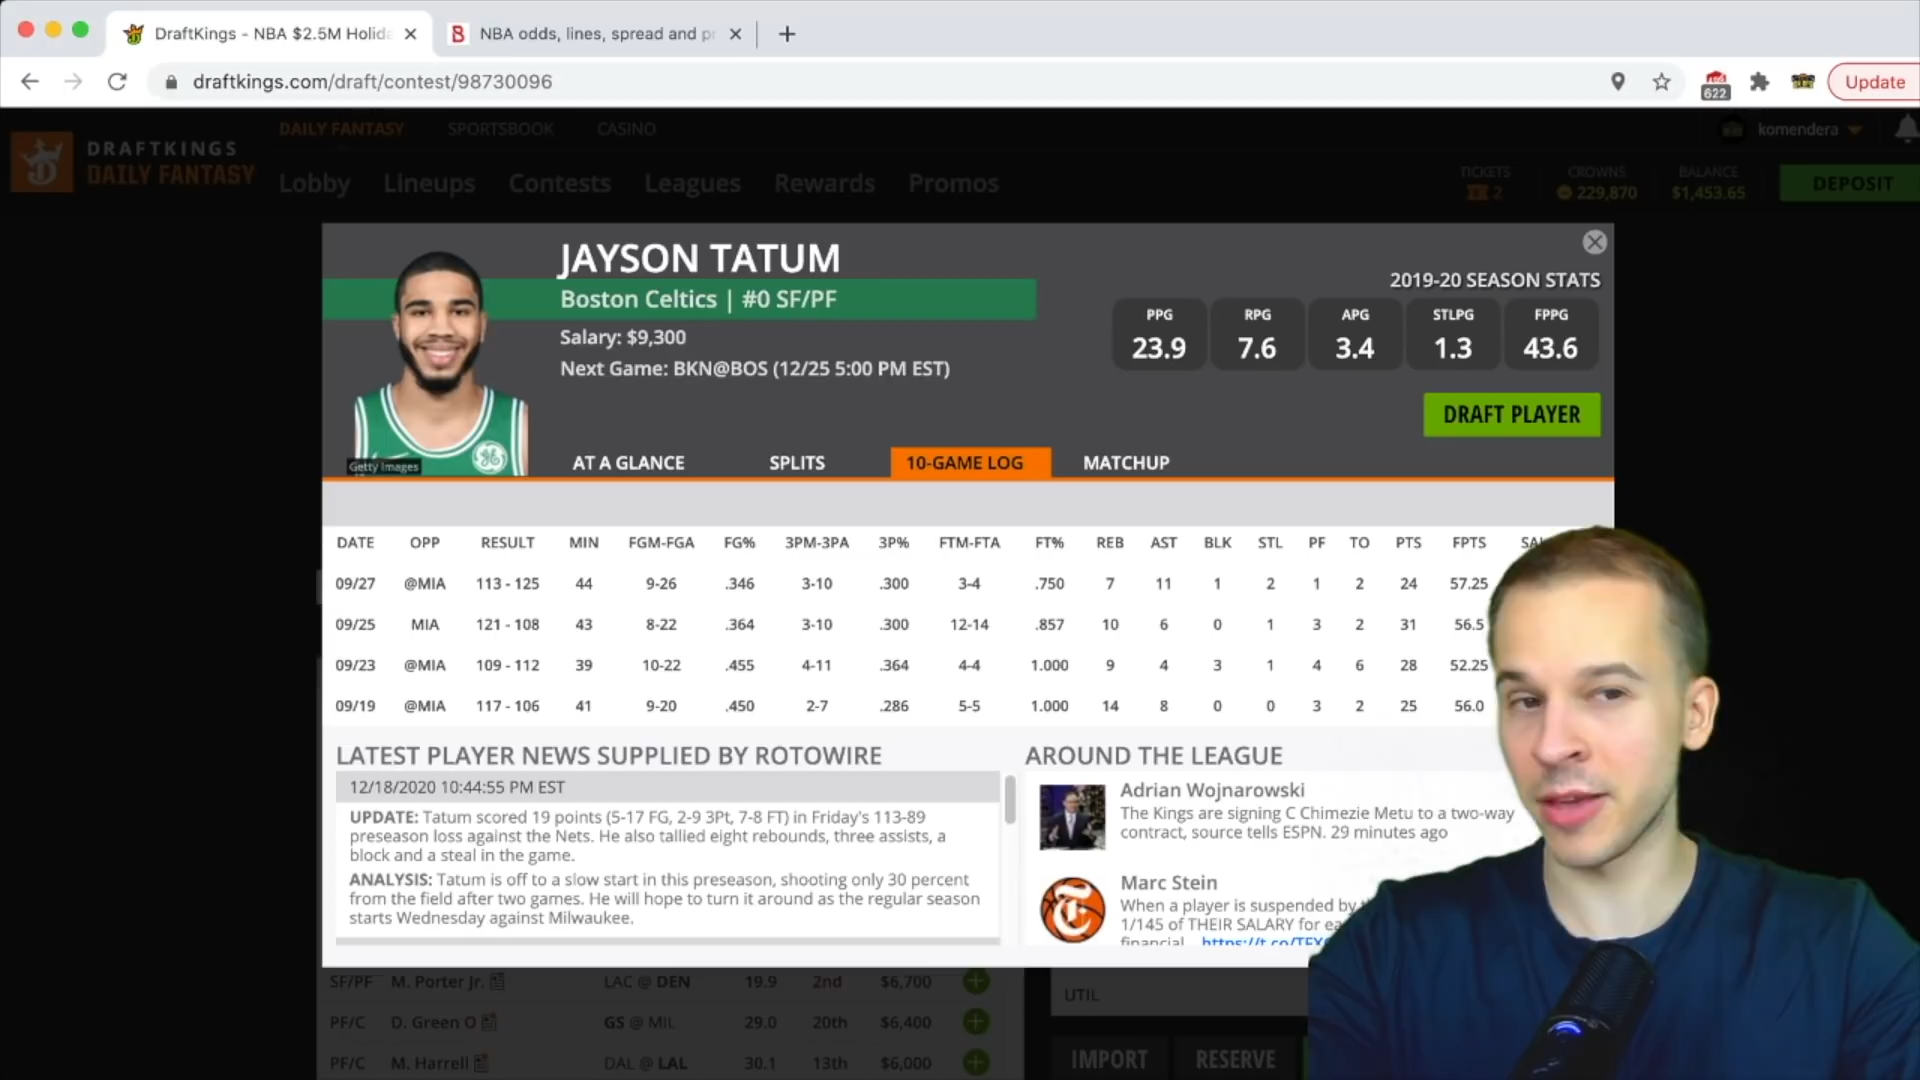 DraftKings - NBA $2.5M Holida
NBA odds, lines, spread and pr
draftkings.com/draft/contest/98730096
622
Update
DRAFTKINGS
DAILY FANTASY
DAILY FANTASY SPORTSBOOK CASINO
Lobby Lineups Contests Leagues Rewards Promos
komendera
TICKETS
2
CROWNS
229,870
BALANCE
$1,453.65
DEPOSIT
JAYSON TATUM
Boston Celtics | #0 SF/PF
Salary: $9,300
Next Game: BKN@BOS (12/25 5:00 PM EST)
Getty Images
2019-20 SEASON STATS
PPG RPG APG STLPG FPPG
23.9 7.6 3.4 1.3 43.6
DRAFT PLAYER
AT A GLANCE SPLITS 10-GAME LOG MATCHUP
DATE OPP RESULT MIN FGM-FGA FG% 3PM-3PA 3P% FTM-FTA FT% REB AST BLK STL PF TO PTS FPTS
09/27 @MIA 113 - 125 44 9-26 .346 3-10 .300 3-4 .750 7 11 1 2 1 2 24 57.25
09/25 MIA 121 - 108 43 8-22 .364 3-10 .300 12-14 .857 10 6 0 1 3 2 31 56.5
09/23 @MIA 109 - 112 39 10-22 .455 4-11 .364 4-4 1.000 9 4 3 1 4 6 28 52.25
09/19 @MIA 117 - 106 41 9-20 .450 2-7 .286 5-5 1.000 14 8 0 0 3 2 25 56.0
LATEST PLAYER NEWS SUPPLIED BY ROTOWIRE
12/18/2020 10:44:55 PM EST
UPDATE: Tatum scored 19 points (5-17 FG, 2-9 3Pt, 7-8 FT) in Friday's 113-89
preseason loss against the Nets. He also tallied eight rebounds, three assists, a
block and a steal in the game.
ANALYSIS: Tatum is off to a slow start in this preseason, shooting only 30 percent
from the field after two games. He will hope to turn it around as the regular season
starts Wednesday against Milwaukee.
AROUND THE LEAGUE
Adrian Wojnarowski
The Kings are signing C Chimezie Metu to a two-way
contract, source tells ESPN. 29 minutes ago
Marc Stein
When a player is suspended by
1/145 of THEIR SALARY for
financial
SF/PF M. Porter Jr. LAC @ DEN 19.9 2nd $6,700
PF/C D. Green O GS @ MIL 29.0 20th $6,400
PF/C M. Harrell DAL @ LAL 30.1 13th $6,000
UTIL
IMPORT RESERVE